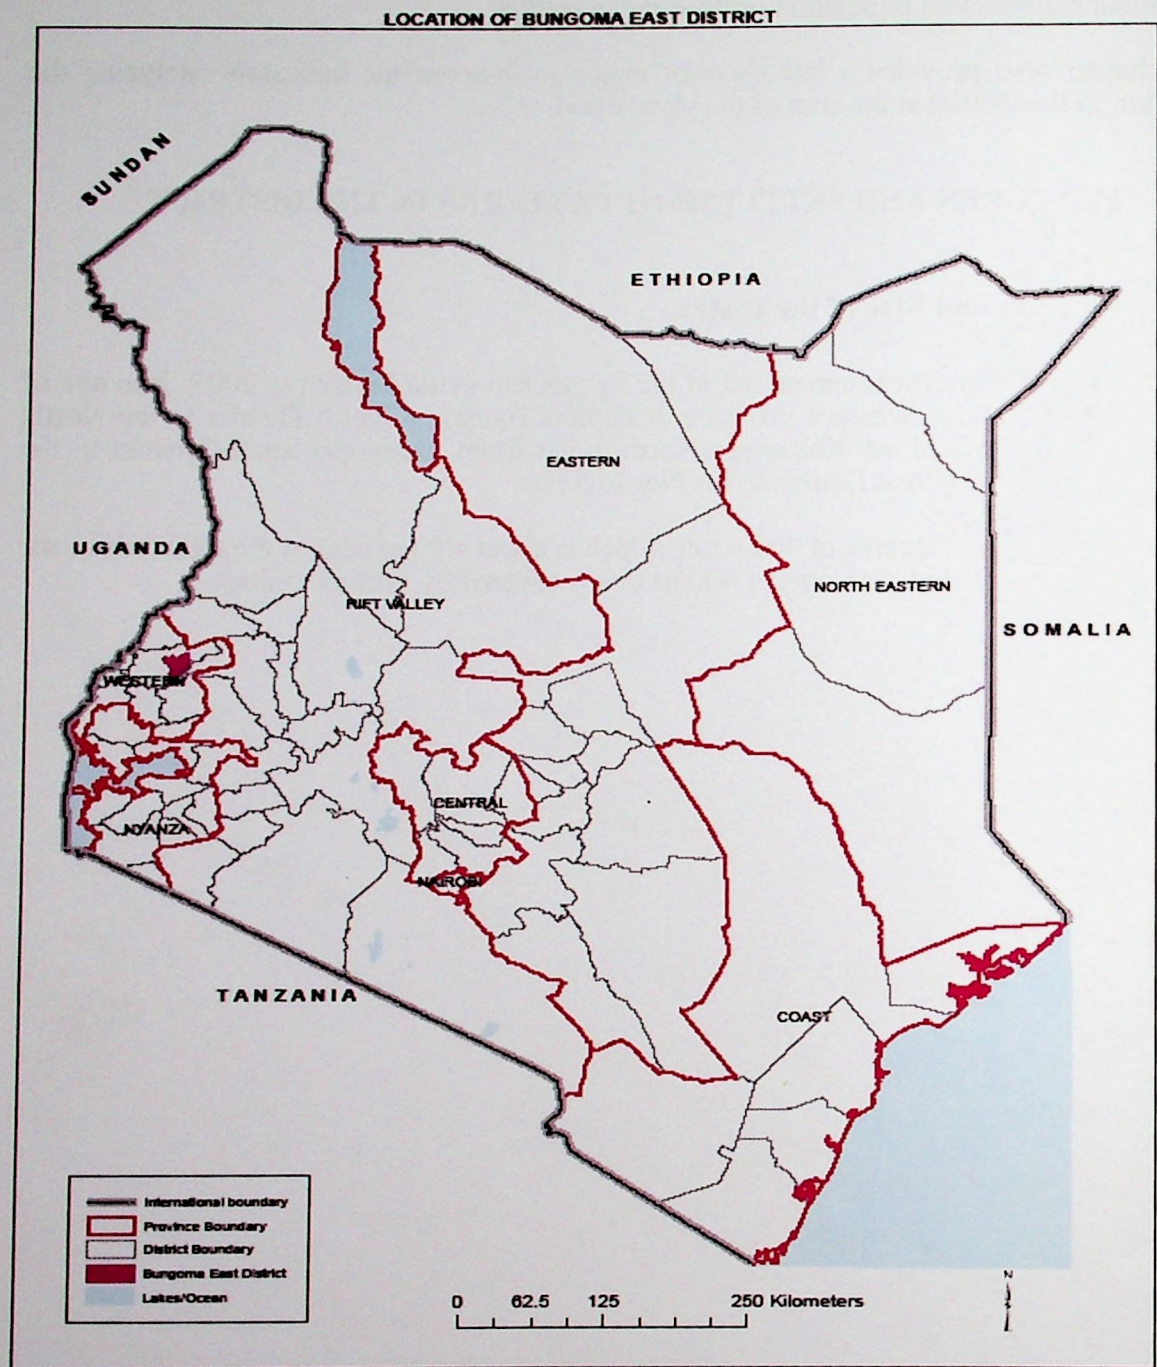 LOCATION OF BUNGOMA EAST DISTRICT
SUNDAN
ETHIOPIA
EASTERN
UGANDA
NORTH EASTERN
RIFT VALLEY
SOMALIA
WESTERN
CENTRAL
NYANZA
NAIROBI
TANZANIA
COAST
International boundary
Province Boundary
District Boundary
Bungoma East District
Lakes/Ocean
0 62.5 125 250 Kilometers
N